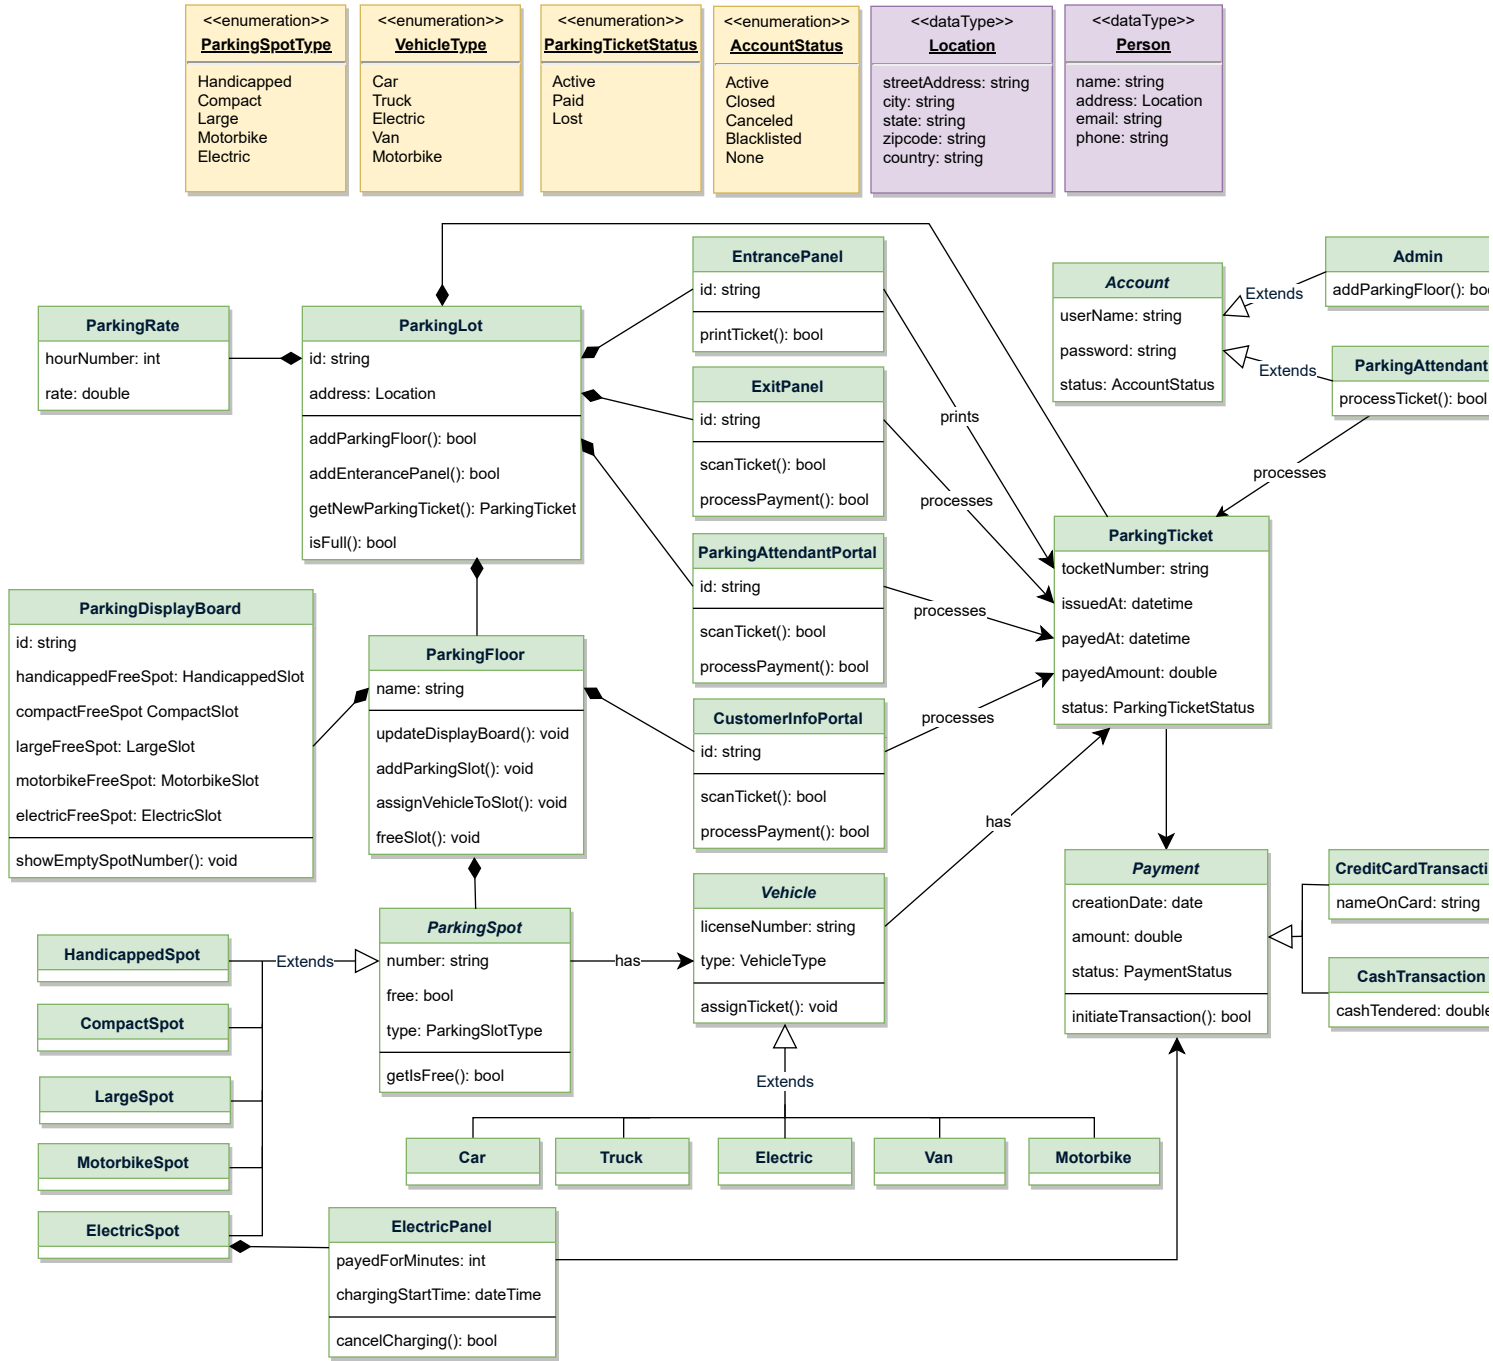 <<enumeration>>
ParkingSpotType
Handicapped
Compact
Large
Motorbike
Electric
<<enumeration>>
VehicleType
Car
Truck
Electric
Van
Motorbike
<<enumeration>>
ParkingTicketStatus
Active
Paid
Lost
<<enumeration>>
AccountStatus
Active
Closed
Canceled
Blacklisted
None
<<dataType>>
Location
streetAddress: string
city: string
state: string
zipcode: string
country: string
<<dataType>>
Person
name: string
address: Location
email: string
phone: string
ParkingRate
hourNumber: int
rate: double
ParkingLot
id: string
address: Location
addParkingFloor(): bool
addEnterancePanel(): bool
getNewParkingTicket(): ParkingTicket
isFull(): bool
EntrancePanel
id: string
printTicket(): bool
ExitPanel
id: string
scanTicket(): bool
processPayment(): bool
ParkingAttendantPortal
id: string
scanTicket(): bool
processPayment(): bool
CustomerInfoPortal
id: string
scanTicket(): bool
processPayment(): bool
prints
processes
processes
processes
Account
userName: string
password: string
status: AccountStatus
Extends
Extends
Admin
addParkingFloor(): boo
ParkingAttendant
processTicket(): bool
processes
ParkingTicket
tocketNumber: string
issuedAt: datetime
payedAt: datetime
payedAmount: double
status: ParkingTicketStatus
ParkingDisplayBoard
id: string
handicappedFreeSpot: HandicappedSlot
compactFreeSpot CompactSlot
largeFreeSpot: LargeSlot
motorbikeFreeSpot: MotorbikeSlot
electricFreeSpot: ElectricSlot
showEmptySpotNumber(): void
ParkingFloor
name: string
updateDisplayBoard(): void
addParkingSlot(): void
assignVehicleToSlot(): void
freeSlot(): void
has
Vehicle
licenseNumber: string
type: VehicleType
assignTicket(): void
Payment
creationDate: date
amount: double
status: PaymentStatus
initiateTransaction(): bool
CreditCardTransacti
nameOnCard: string
CashTransaction
cashTendered: double
HandicappedSpot
CompactSpot
LargeSpot
MotorbikeSpot
ElectricSpot
Extends
ParkingSpot
number: string
free: bool
type: ParkingSlotType
getIsFree(): bool
has
Extends
Car
Truck
Electric
Van
Motorbike
ElectricPanel
payedForMinutes: int
chargingStartTime: dateTime
cancelCharging(): bool